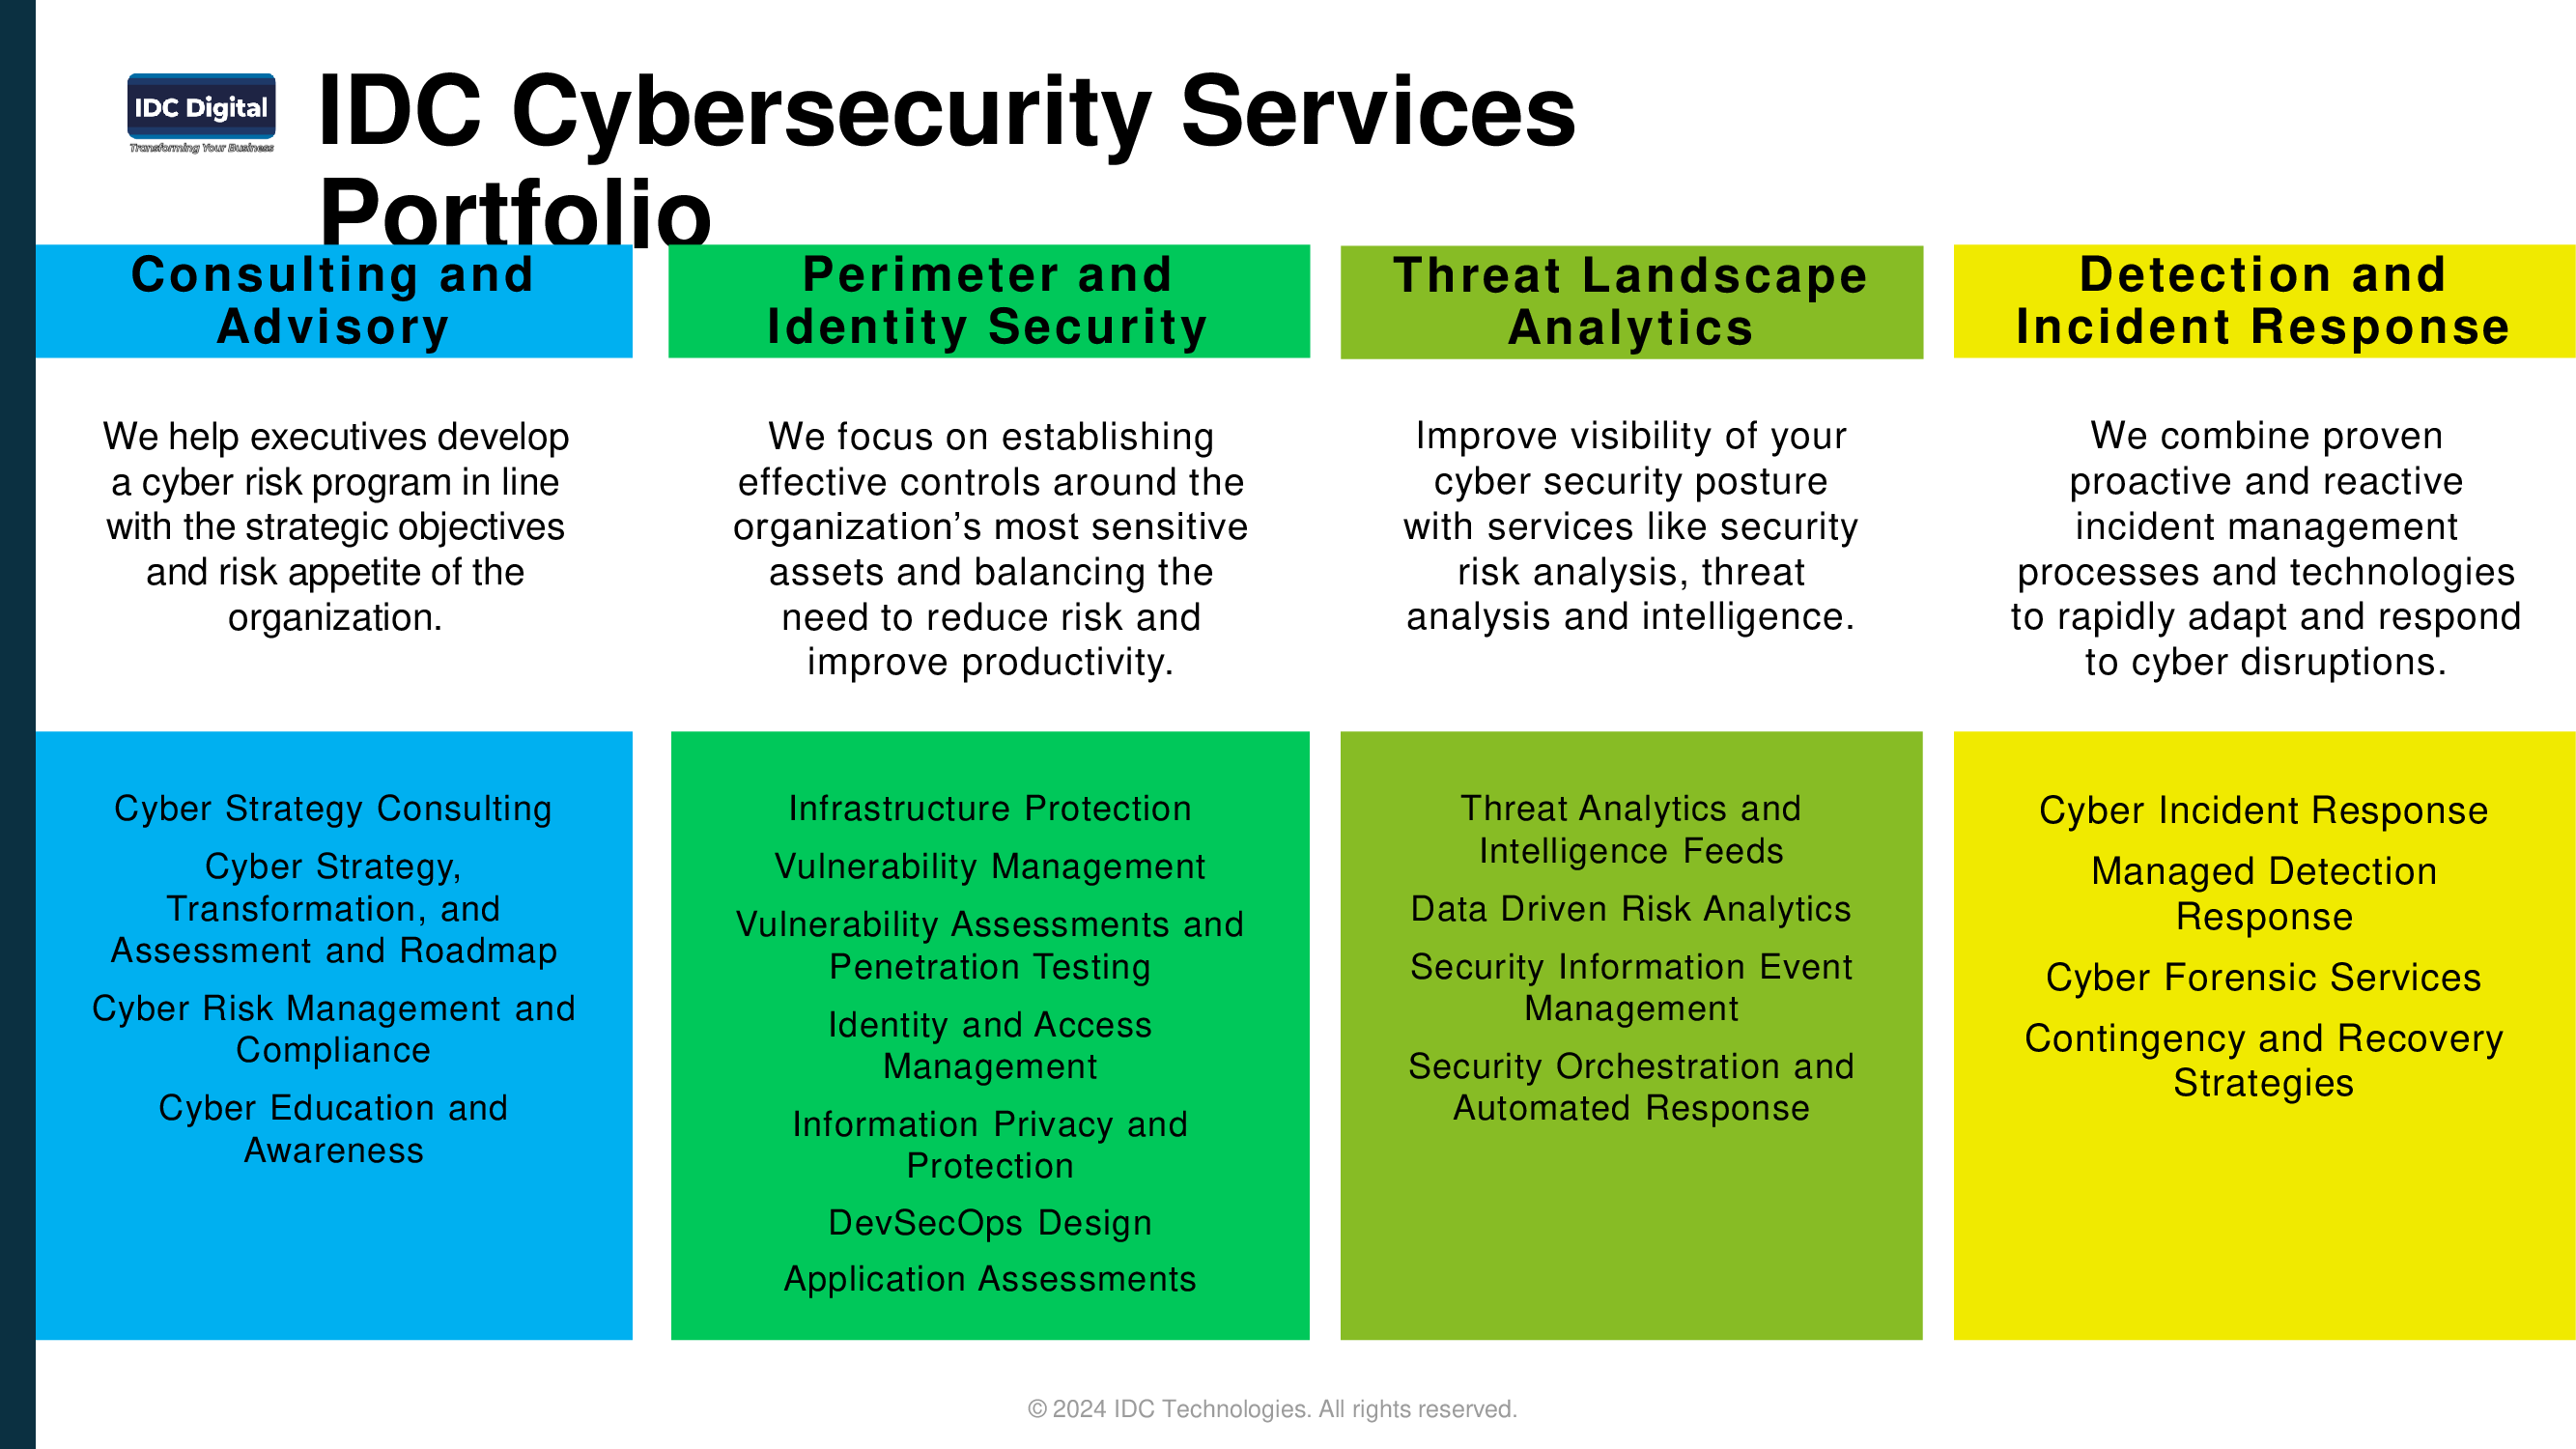 IDC Digital
Transforming Your Business
IDC Cybersecurity Services
Portfolio
Consulting and
Advisory
We help executives develop
a cyber risk program in line
with the strategic objectives
and risk appetite of the
organization.
Cyber Strategy Consulting
Cyber Strategy,
Transformation, and
Assessment and Roadmap
Cyber Risk Management and
Compliance
Cyber Education and
Awareness
Perimeter and
Identity Security
We focus on establishing
effective controls around the
organization’s most sensitive
assets and balancing the
need to reduce risk and
improve productivity.
Infrastructure Protection
Vulnerability Management
Vulnerability Assessments and
Penetration Testing
Identity and Access
Management
Information Privacy and
Protection
DevSecOps Design
Application Assessments
Threat Landscape
Analytics
Improve visibility of your
cyber security posture
with services like security
risk analysis, threat
analysis and intelligence.
Threat Analytics and
Intelligence Feeds
Data Driven Risk Analytics
Security Information Event
Management
Security Orchestration and
Automated Response
Detection and
Incident Response
We combine proven
proactive and reactive
incident management
processes and technologies
to rapidly adapt and respond
to cyber disruptions.
Cyber Incident Response
Managed Detection
Response
Cyber Forensic Services
Contingency and Recovery
Strategies
© 2024 IDC Technologies. All rights reserved.